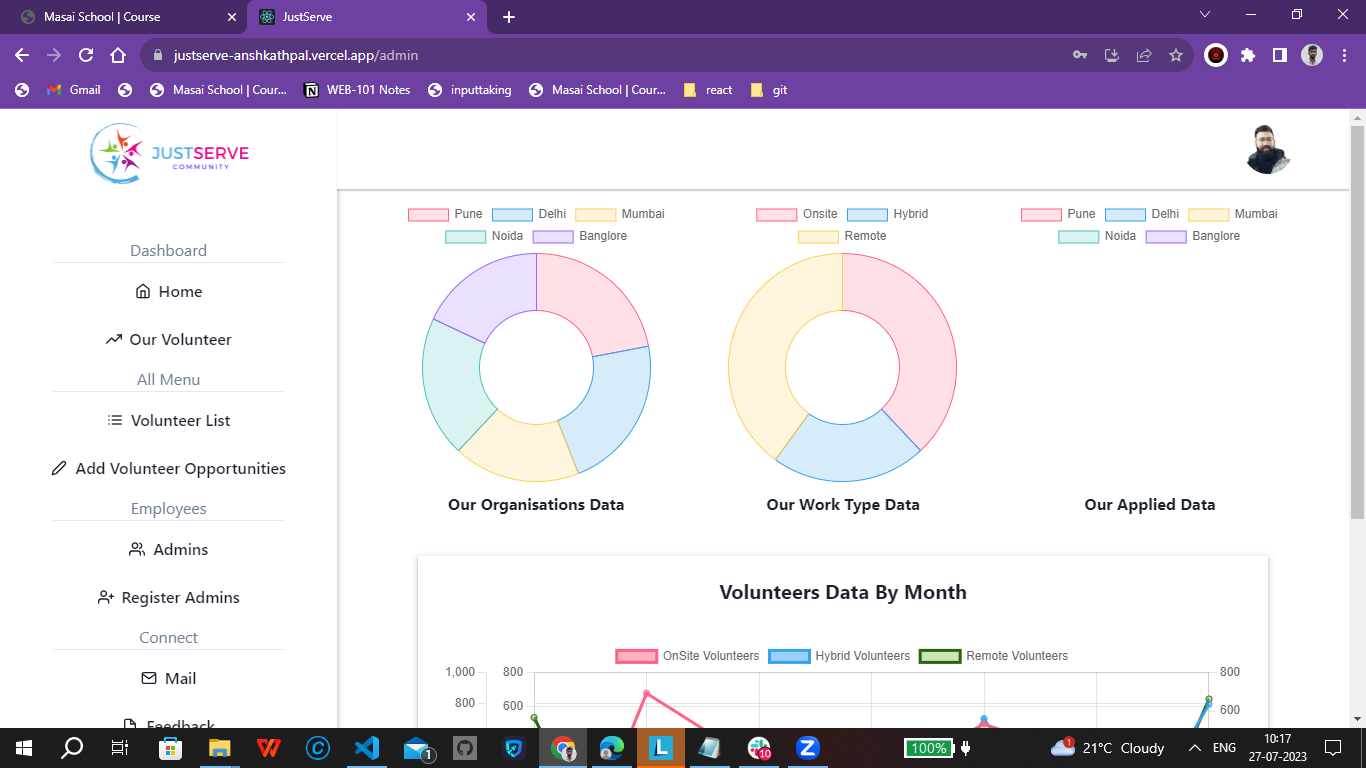 Masai School | Course
JustServe
justserve-anshkathpal.vercel.app/admin
Gmail
Masai School | Cour...
WEB-101 Notes
inputtaking
Masai School | Cour...
react
git
JUSTSERVE
COMMUNITY
Dashboard
Home
Our Volunteer
All Menu
Volunteer List
Add Volunteer Opportunities
Employees
Admins
Register Admins
Connect
Mail
Feedback
Pune Delhi Mumbai
Noida Banglore
Our Organisations Data
Onsite Hybrid
Remote
Our Work Type Data
Pune Delhi Mumbai
Noida Banglore
Our Applied Data
Volunteers Data By Month
OnSite Volunteers Hybrid Volunteers Remote Volunteers
1,000 800 800
800 600 600
1
10
100%
1
21°C Cloudy
ENG
10:17
27-07-2023